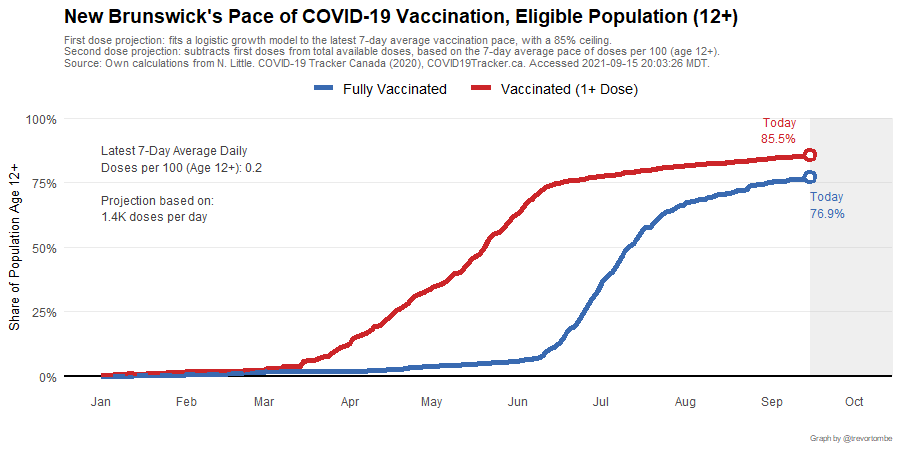 New Brunswick's Pace of COVID-19 Vaccination, Eligible Population (12+)
First dose projection: fits a logistic growth model to the latest 7-day average vaccination pace, with a 85% ceiling.
Second dose projection: subtracts first doses from total available doses, based on the 7-day average pace of doses per 100 (age 12+).
Source: Own calculations from N. Little. COVID-19 Tracker Canada (2020), COVID19Tracker.ca. Accessed 2021-09-15 20:03:26 MDT.
Fully Vaccinated
Vaccinated (1+ Dose)
Share of Population Age 12+
100%
75%
50%
25%
0%
Latest 7-Day Average Daily
Doses per 100 (Age 12+): 0.2
Projection based on:
1.4K doses per day
Today
85.5%
Today
76.9%
Jan
Feb
Mar
Apr
May
Jun
Jul
Aug
Sep
Oct
Graph by @trevortombe